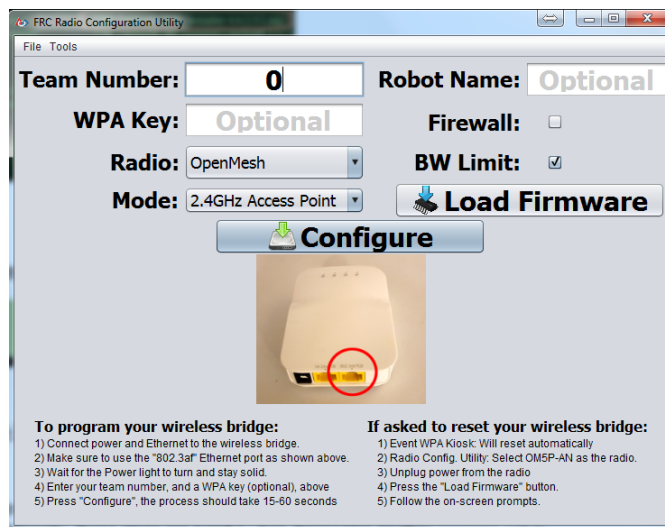 FRC Radio Configuration Utility
File Tools
Team Number: 0
Robot Name: Optional
WPA Key: Optional
Firewall:
Radio: OpenMesh
BW Limit:
Mode: 2.4GHz Access Point
Load Firmware
Configure
To program your wireless bridge:
1) Connect power and Ethernet to the wireless bridge.
2) Make sure to use the "802.3af" Ethernet port as shown above.
3) Wait for the Power light to turn and stay solid.
4) Enter your team number, and a WPA key (optional), above
5) Press "Configure", the process should take 15-60 seconds
If asked to reset your wireless bridge:
1) Event WPA Kiosk: Will reset automatically
2) Radio Config. Utility: Select OM5P-AN as the radio.
3) Unplug power from the radio
4) Press the "Load Firmware" button.
5) Follow the on-screen prompts.